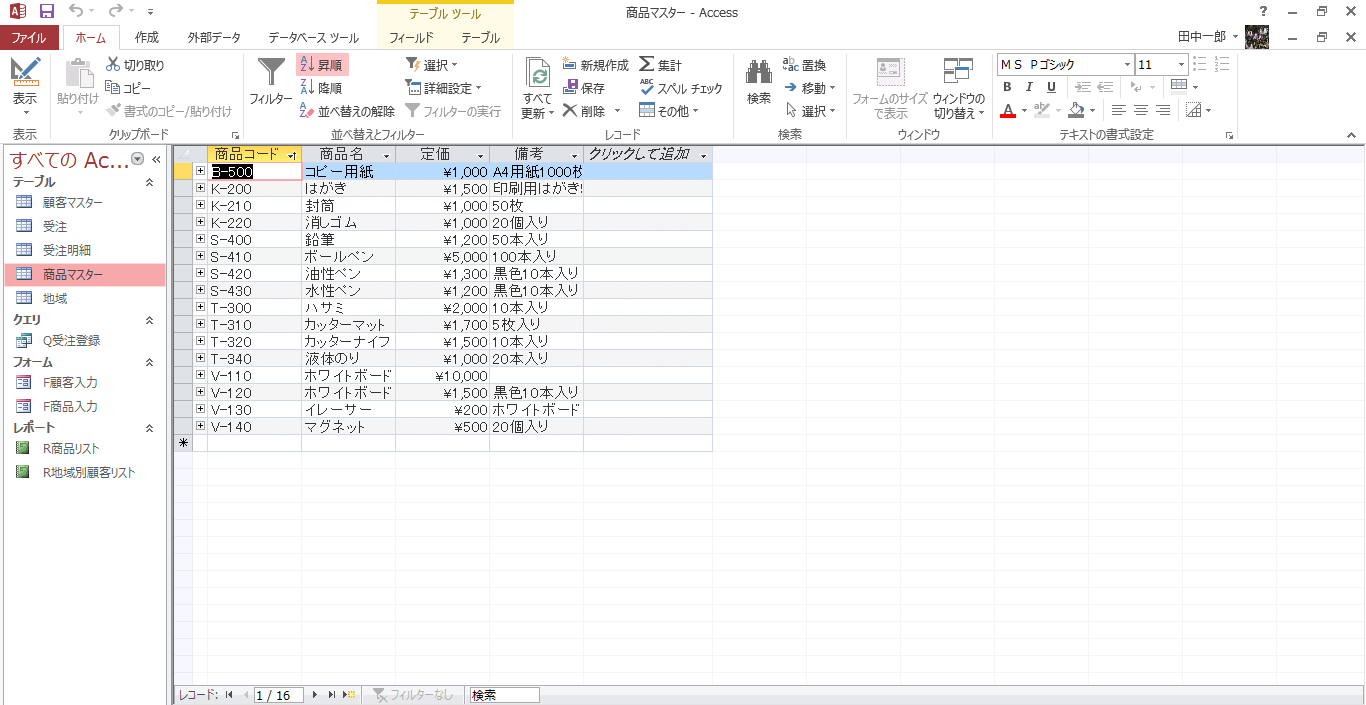 テーブル ツール
商品マスター - Access
ファイル ホーム 作成 外部データ データベース ツール フィールド テーブル
田中一郎
表示
貼り付け
切り取り
コピー
書式のコピー/貼り付け
フィルター
昇順
降順
並べ替えの解除
選択
詳細設定
フィルターの実行
すべて
更新
新規作成
保存
削除
集計
スペル チェック
その他
検索
置換
移動
選択
フォームのサイズ
で表示
ウィンドウの
切り替え
ＭＳ Ｐゴシック 11
B I U
表示 クリップボード 並べ替えとフィルター レコード 検索 ウィンドウ テキストの書式設定
すべての Ac...
テーブル
顧客マスター
受注
受注明細
商品マスター
地域
クエリ
Q受注登録
フォーム
F顧客入力
F商品入力
レポート
R商品リスト
R地域別顧客リスト
商品コード 商品名 定価 備考 クリックして追加
B-500 コピー用紙 ¥1,000 A4用紙1000枚
K-200 はがき ¥1,500 印刷用はがき
K-210 封筒 ¥1,000 50枚
K-220 消しゴム ¥1,000 20個入り
S-400 鉛筆 ¥1,200 50本入り
S-410 ボールペン ¥5,000 100本入り
S-420 油性ペン ¥1,300 黒色10本入り
S-430 水性ペン ¥1,200 黒色10本入り
T-300 ハサミ ¥2,000 10本入り
T-310 カッターマット ¥1,700 5枚入り
T-320 カッターナイフ ¥1,500 10本入り
T-340 液体のり ¥1,000 20本入り
V-110 ホワイトボード ¥10,000
V-120 ホワイトボード ¥1,500 黒色10本入り
V-130 イレーサー ¥200 ホワイトボード
V-140 マグネット ¥500 20個入り
レコード: 1 / 16 フィルターなし 検索